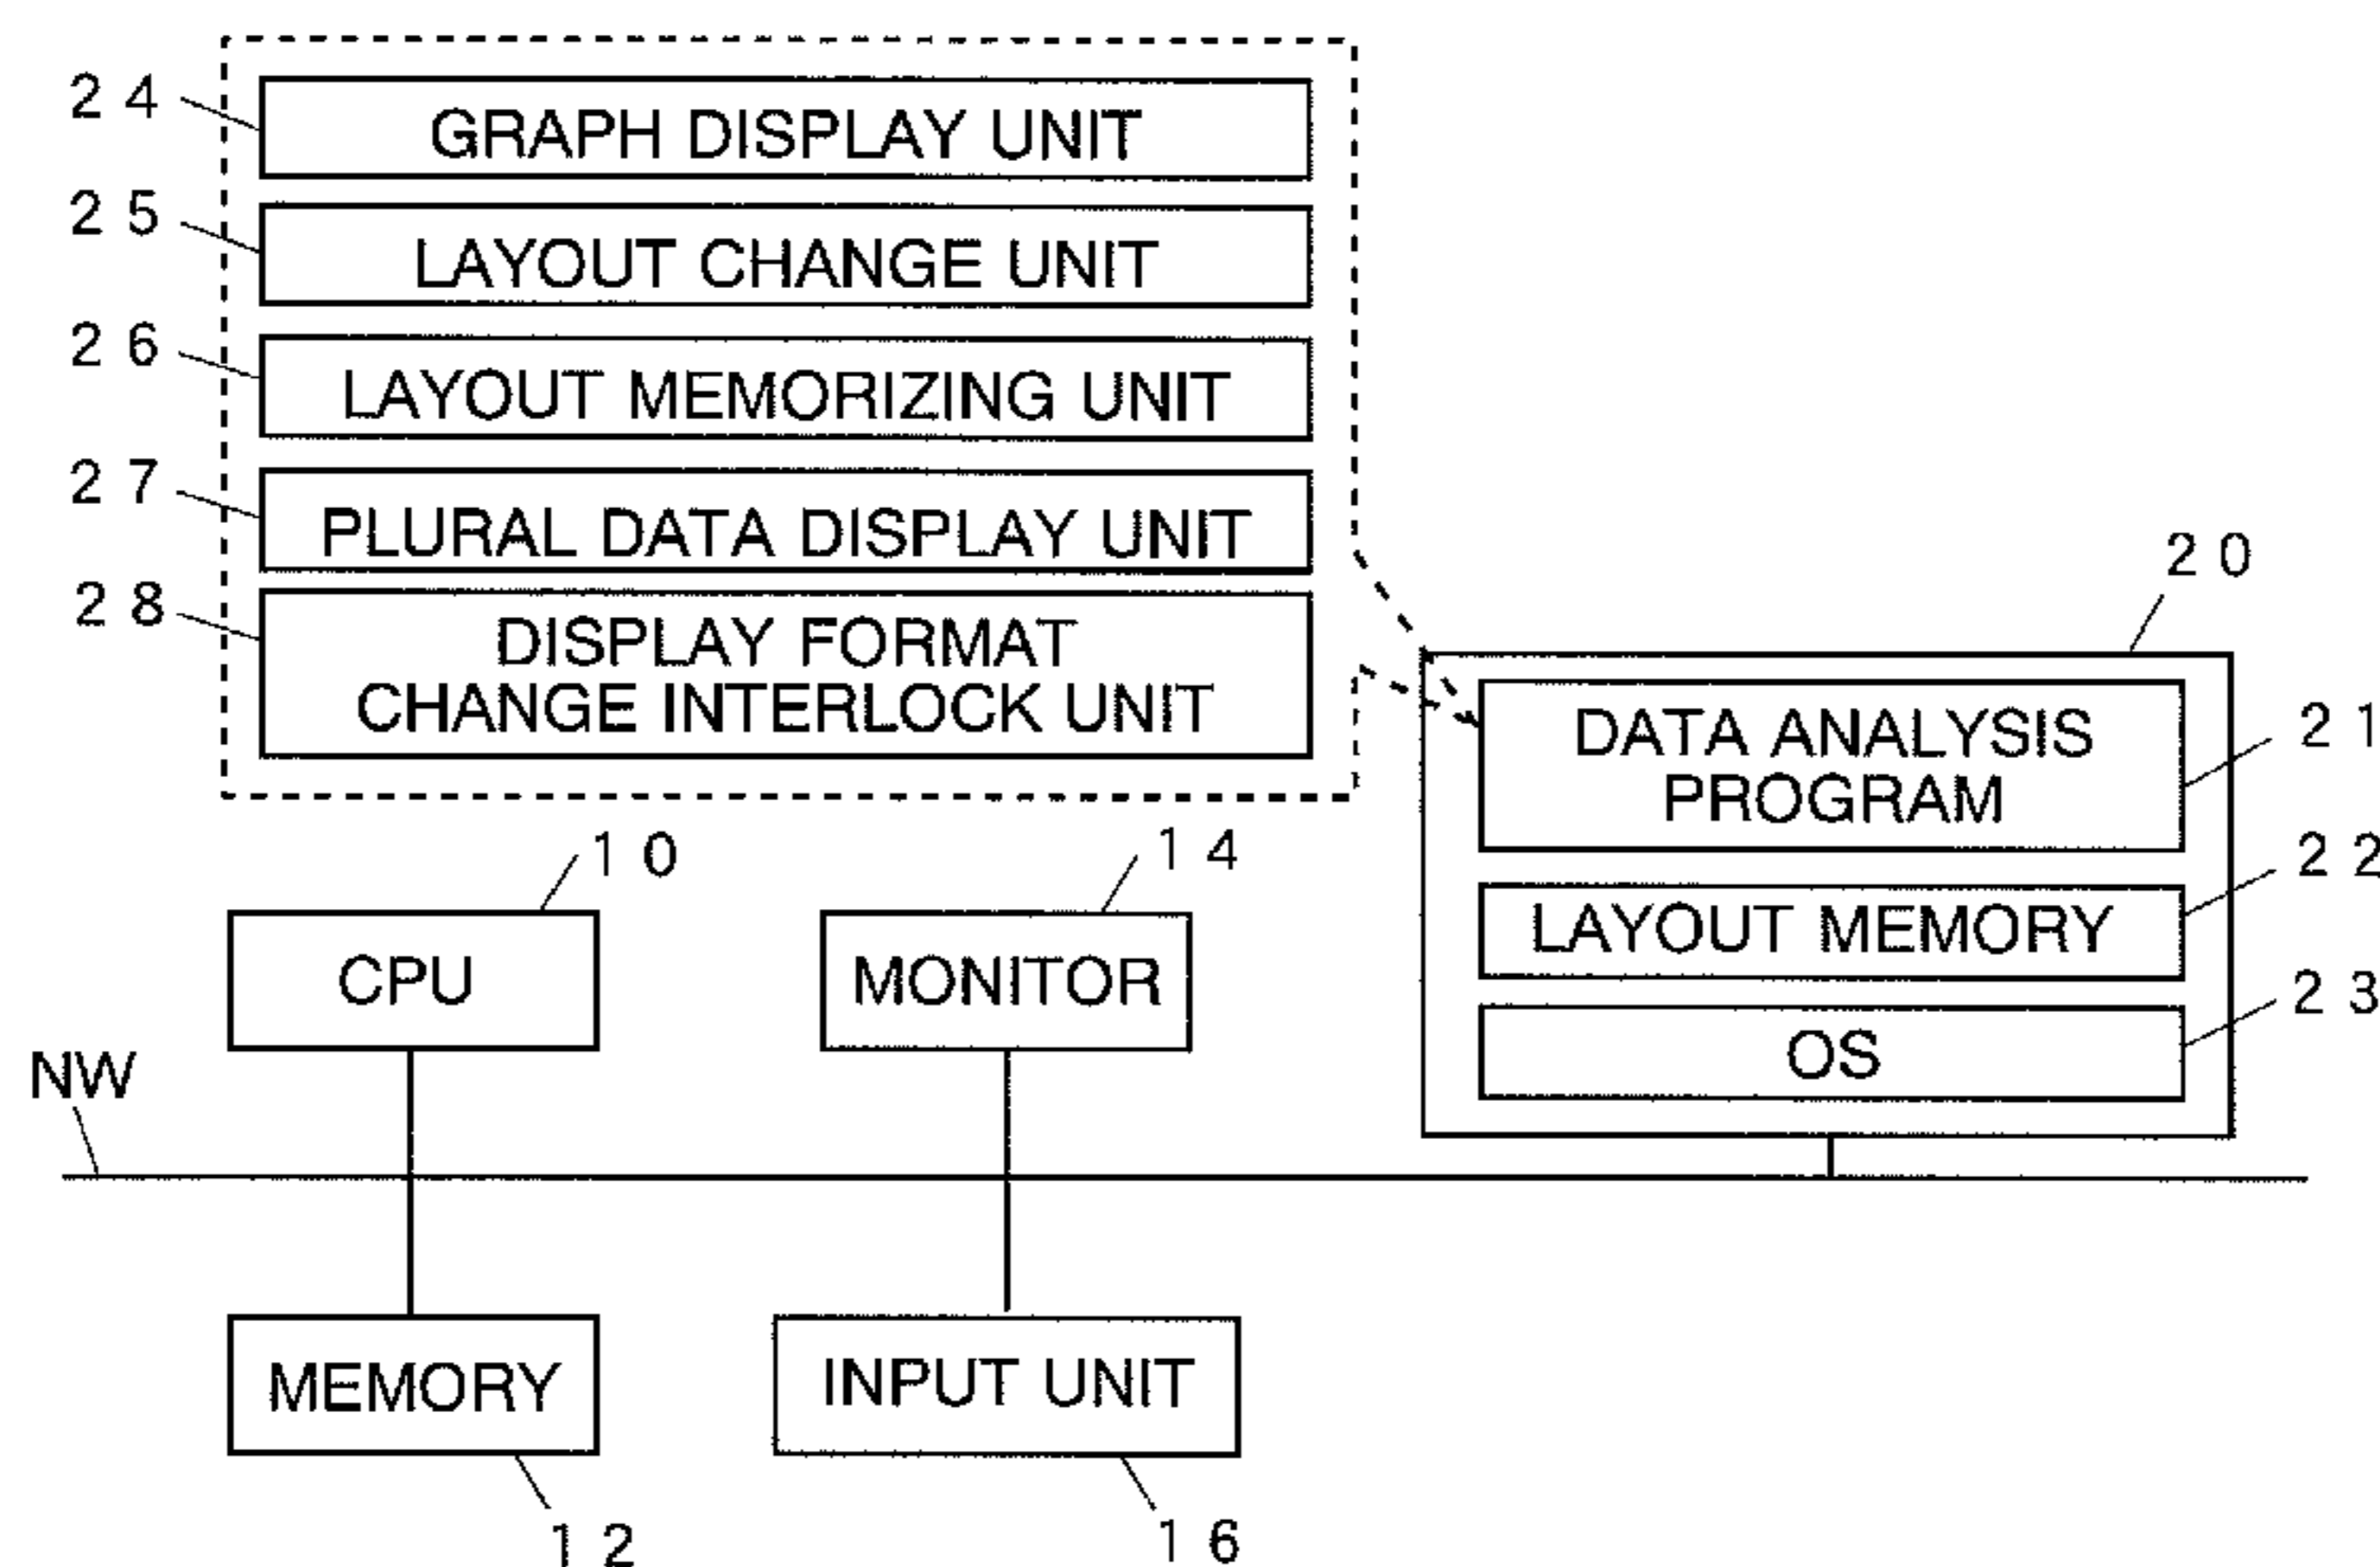 24
GRAPH DISPLAY UNIT
25
LAYOUT CHANGE UNIT
26
LAYOUT MEMORIZING UNIT
27
PLURAL DATA DISPLAY UNIT
28
DISPLAY FORMAT
CHANGE INTERLOCK UNIT
20
DATA ANALYSIS
PROGRAM
21
LAYOUT MEMORY
22
OS
23
10
CPU
14
MONITOR
NW
MEMORY
12
INPUT UNIT
16